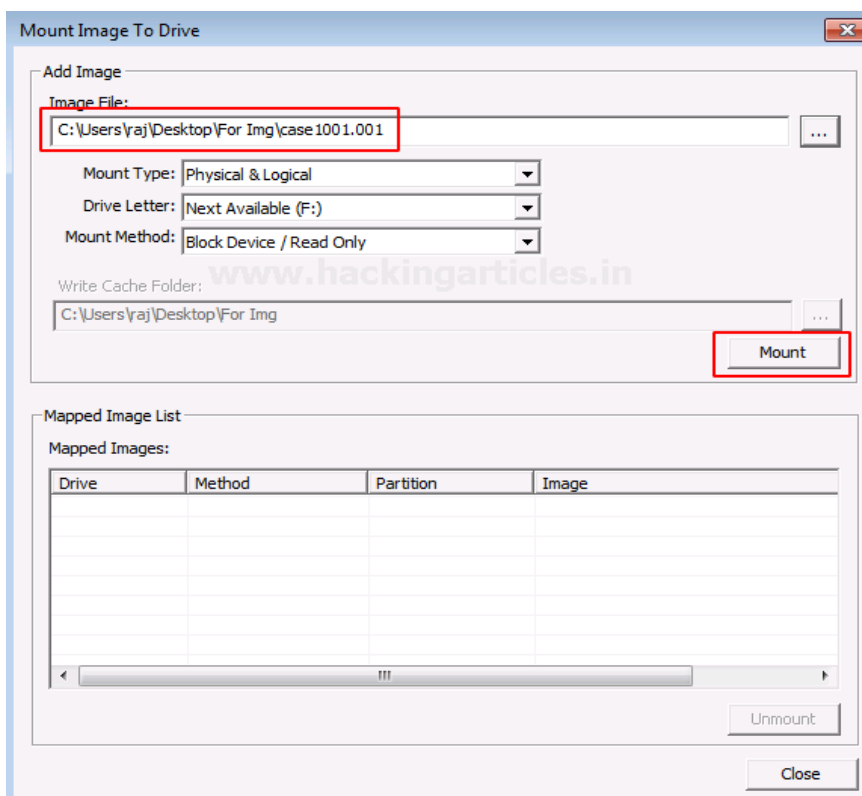 Mount Image To Drive
Add Image
Image File:
C:\Users\raj\Desktop\For Img\case1001.001
...
Mount Type: Physical & Logical
Drive Letter: Next Available (F:)
Mount Method: Block Device / Read Only
www.hackingarticles.in
Write Cache Folder:
C:\Users\raj\Desktop\For Img
...
Mount
Mapped Image List
Mapped Images:
Drive Method Partition Image
Unmount
Close